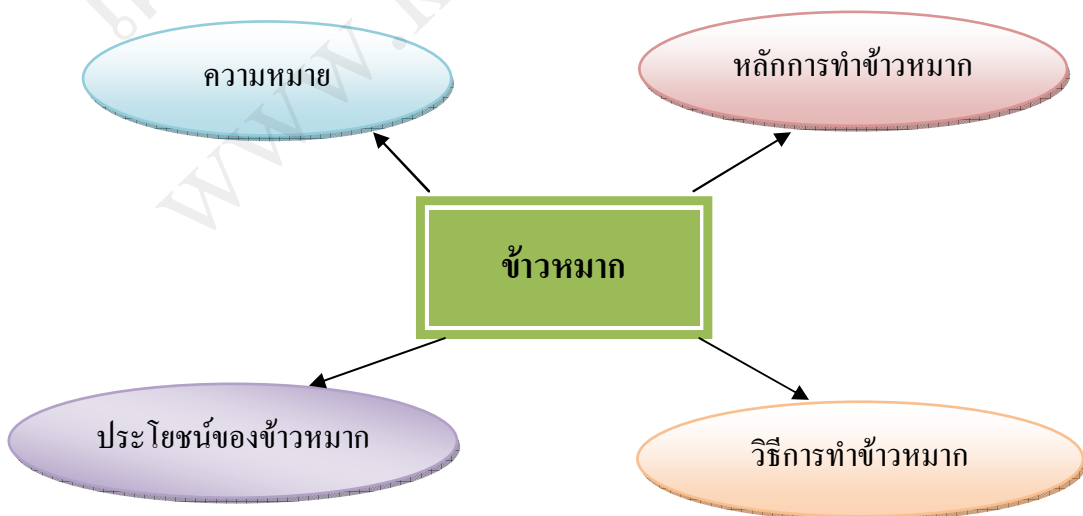 ความหมาย
หลักการทำข้าวหมาก
ข้าวหมาก
ประโยชน์ของข้าวหมาก
วิธีการทำข้าวหมาก
www.